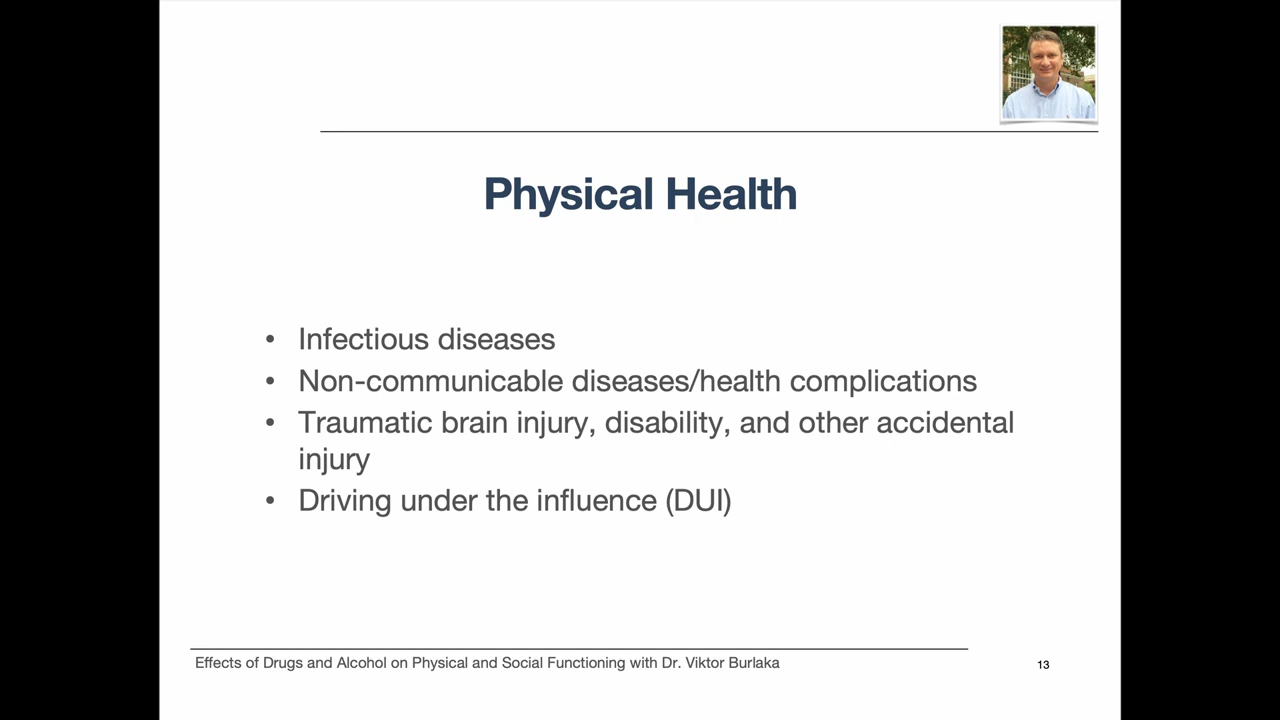 Physical Health
• Infectious diseases
• Non-communicable diseases/health complications
• Traumatic brain injury, disability, and other accidental
injury
• Driving under the influence (DUI)
Effects of Drugs and Alcohol on Physical and Social Functioning with Dr. Viktor Burlaka
13